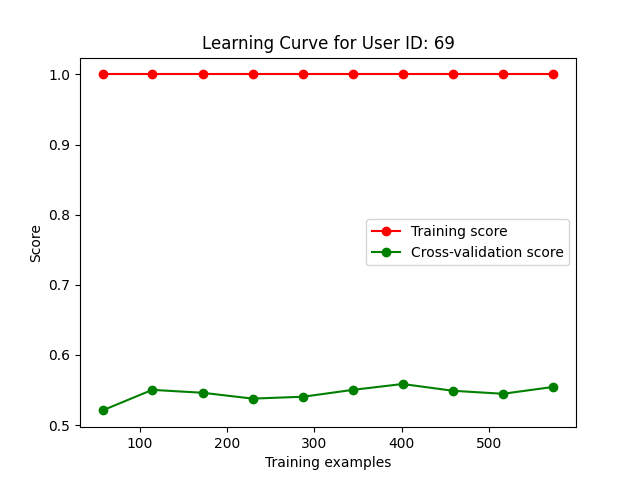 Learning Curve for User ID: 69
1.0
0.9
0.8
0.7
0.6
0.5
Score
Training score
Cross-validation score
100
200
300
400
500
Training examples